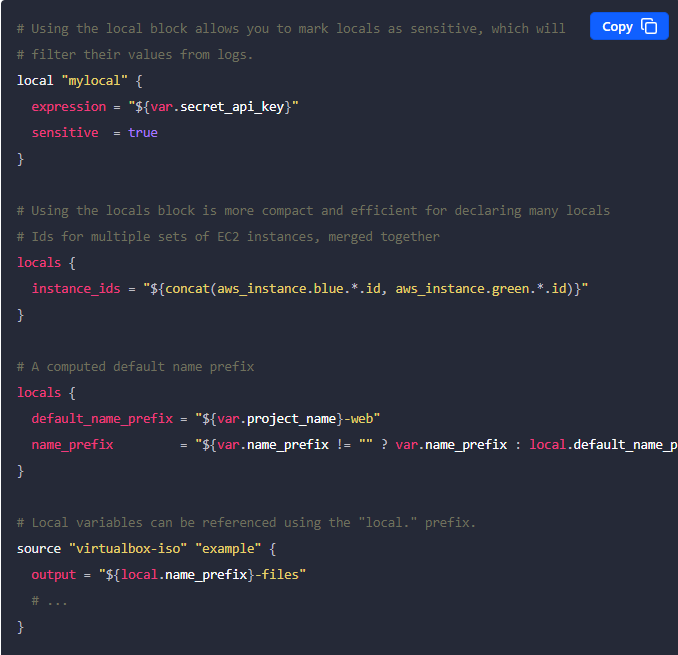 Copy
# Using the local block allows you to mark locals as sensitive, which will
# filter their values from logs.
local "mylocal" {
  expression = "${var.secret_api_key}"
  sensitive  = true
}

# Using the locals block is more compact and efficient for declaring many locals
# Ids for multiple sets of EC2 instances, merged together
locals {
  instance_ids = "${concat(aws_instance.blue.*.id, aws_instance.green.*.id)}"
}

# A computed default name prefix
locals {
  default_name_prefix = "${var.project_name}-web"
  name_prefix         = "${var.name_prefix != "" ? var.name_prefix : local.default_name_p
}

# Local variables can be referenced using the "local." prefix.
source "virtualbox-iso" "example" {
  output = "${local.name_prefix}-files"
  # ...
}